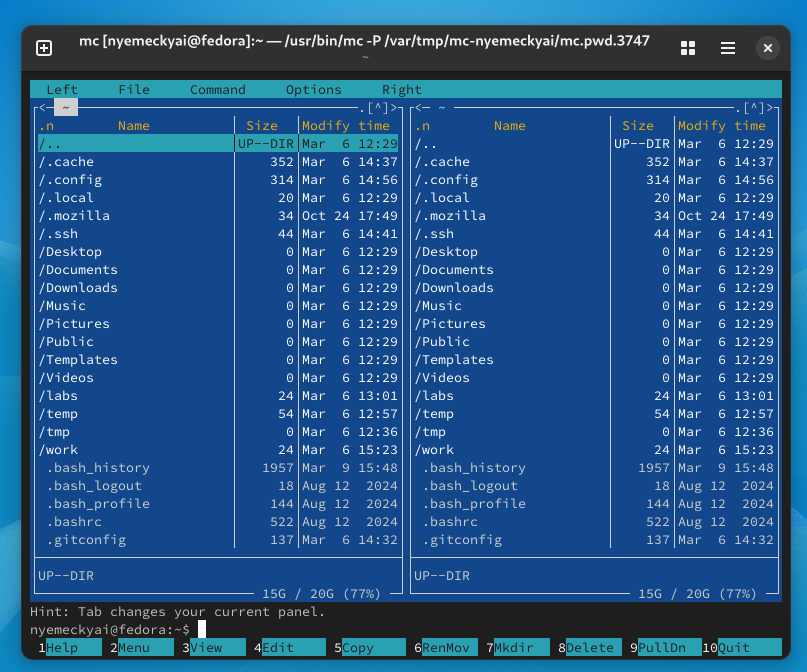 mc [nyemeckyai@fedora]:~ — /usr/bin/mc -P /var/tmp/mc-nyemeckyai/mc.pwd.3747
~
Left File Command Options Right
<─ ~ ─.[^]>
.n Name Size Modify time
/.. UP--DIR Mar 6 12:29
/.cache 352 Mar 6 14:37
/.config 314 Mar 6 14:56
/.local 20 Mar 6 12:29
/.mozilla 34 Oct 24 17:49
/.ssh 44 Mar 6 14:41
/Desktop 0 Mar 6 12:29
/Documents 0 Mar 6 12:29
/Downloads 0 Mar 6 12:29
/Music 0 Mar 6 12:29
/Pictures 0 Mar 6 12:29
/Public 0 Mar 6 12:29
/Templates 0 Mar 6 12:29
/Videos 0 Mar 6 12:29
/labs 24 Mar 6 13:01
/temp 54 Mar 6 12:57
/tmp 0 Mar 6 12:36
/work 24 Mar 6 15:23
.bash_history 1957 Mar 9 15:48
.bash_logout 18 Aug 12 2024
.bash_profile 144 Aug 12 2024
.bashrc 522 Aug 12 2024
.gitconfig 137 Mar 6 14:32
UP--DIR
15G / 20G (77%)
<─ ~ ─.[^]>
.n Name Size Modify time
/.. UP--DIR Mar 6 12:29
/.cache 352 Mar 6 14:37
/.config 314 Mar 6 14:56
/.local 20 Mar 6 12:29
/.mozilla 34 Oct 24 17:49
/.ssh 44 Mar 6 14:41
/Desktop 0 Mar 6 12:29
/Documents 0 Mar 6 12:29
/Downloads 0 Mar 6 12:29
/Music 0 Mar 6 12:29
/Pictures 0 Mar 6 12:29
/Public 0 Mar 6 12:29
/Templates 0 Mar 6 12:29
/Videos 0 Mar 6 12:29
/labs 24 Mar 6 13:01
/temp 54 Mar 6 12:57
/tmp 0 Mar 6 12:36
/work 24 Mar 6 15:23
.bash_history 1957 Mar 9 15:48
.bash_logout 18 Aug 12 2024
.bash_profile 144 Aug 12 2024
.bashrc 522 Aug 12 2024
.gitconfig 137 Mar 6 14:32
UP--DIR
15G / 20G (77%)
Hint: Tab changes your current panel.
nyemeckyai@fedora:~$
1Help 2Menu 3View 4Edit 5Copy 6RenMov 7Mkdir 8Delete 9PullDn 10Quit